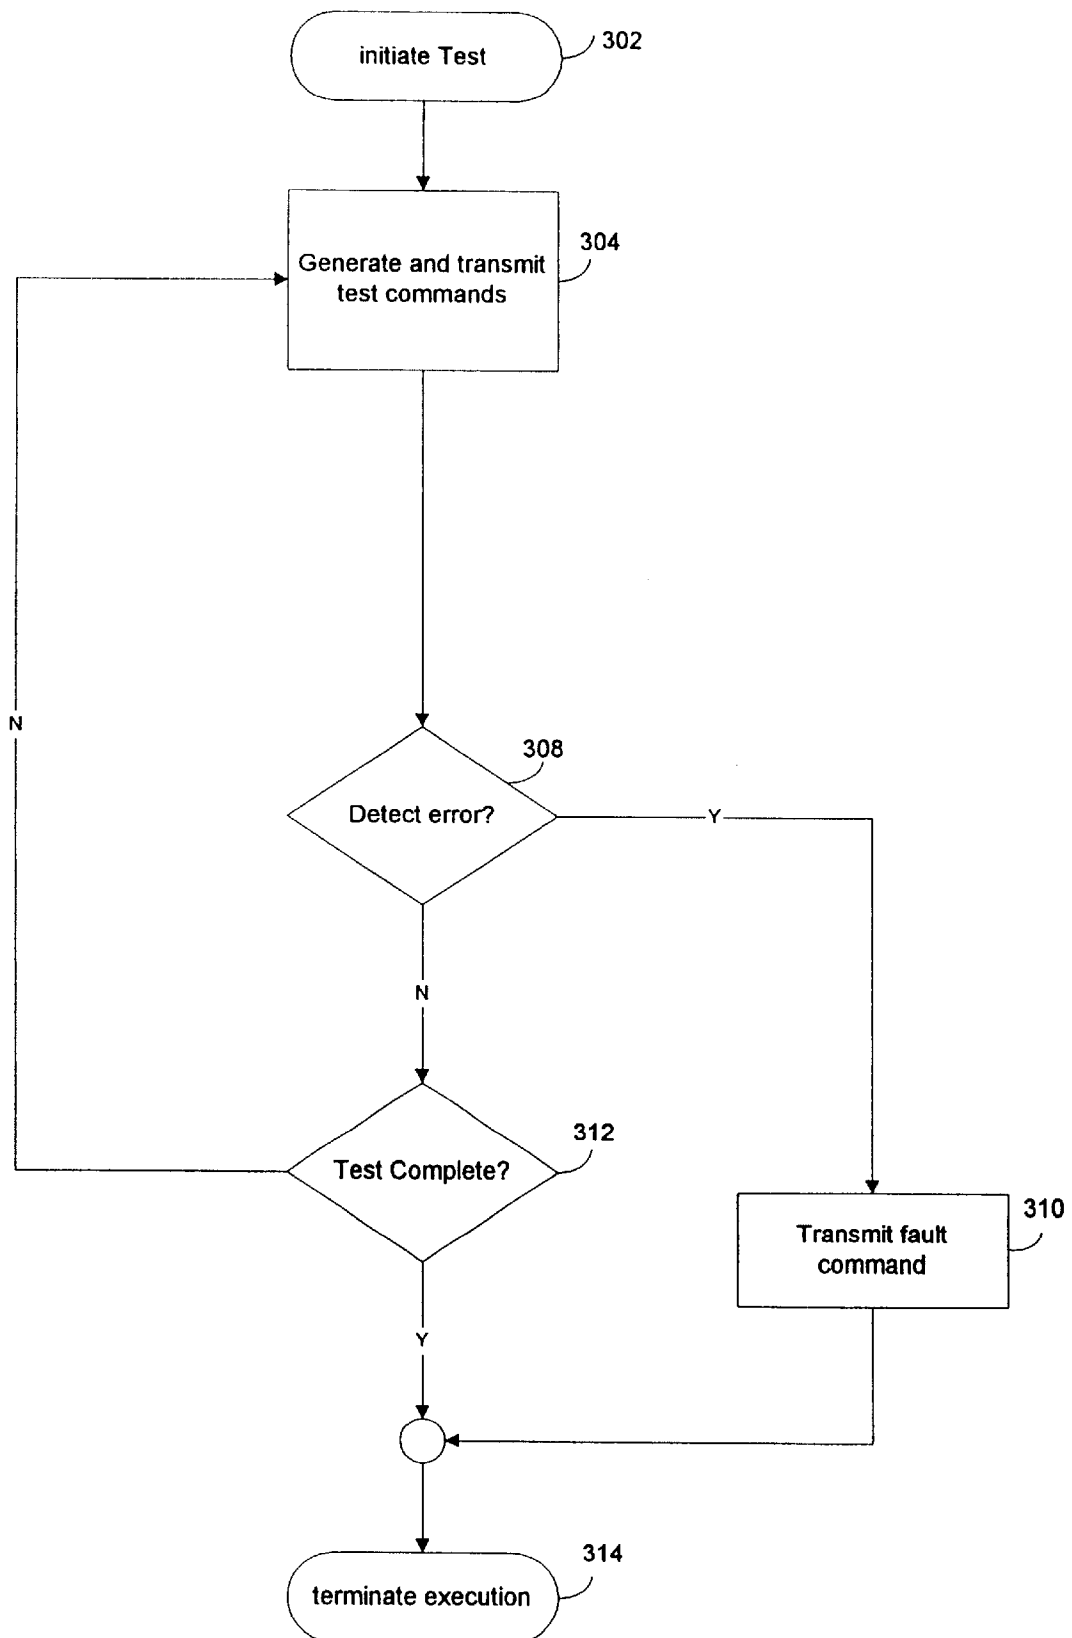 initiate Test
302
Generate and transmit
test commands
304
N
308
Detect error?
Y
N
312
Test Complete?
310
Transmit fault
command
Y
314
terminate execution